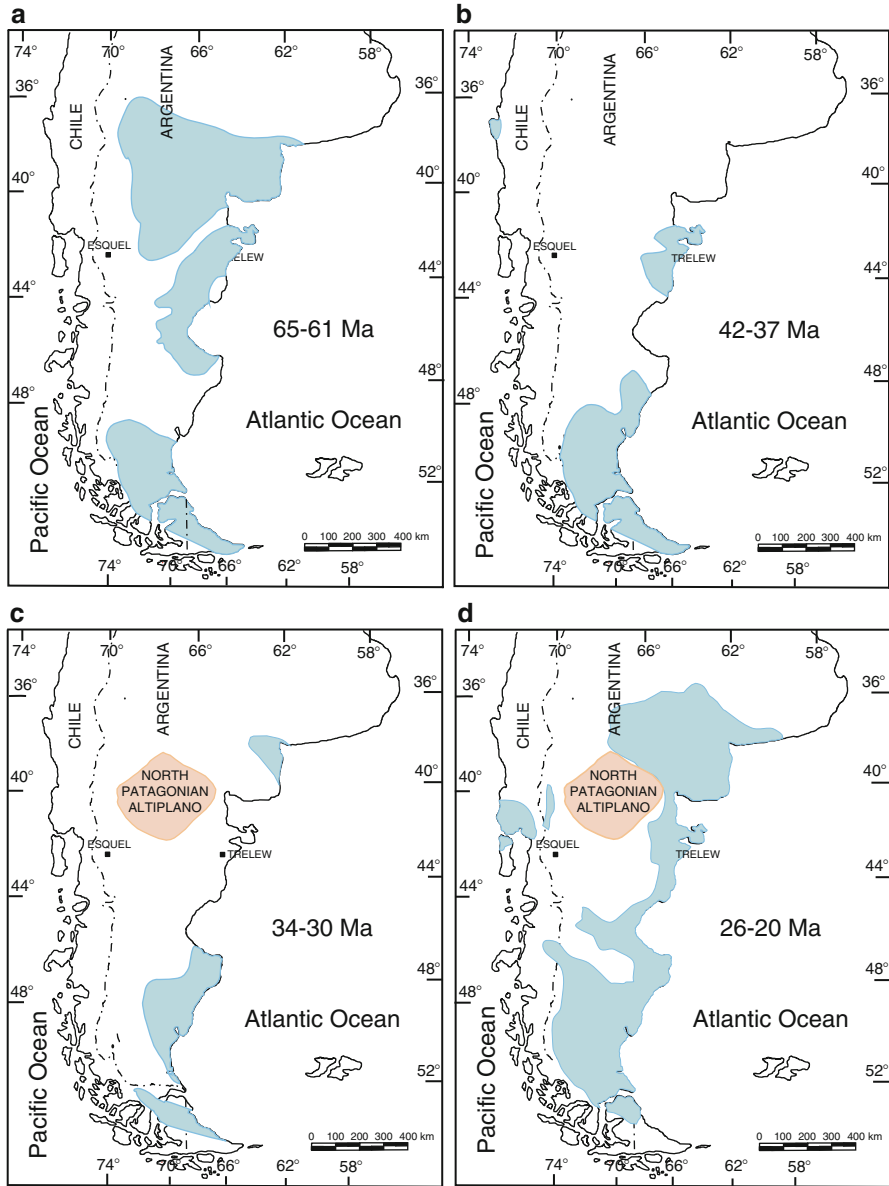 a
74° 70° 66° 62° 58°
36° 36°
CHILE
ARGENTINA
40° 40°
ESQUEL
ELEW
44° 44°
65-61 Ma
48° 48°
Atlantic Ocean
Pacific Ocean
52°
0 100 200 300 400 km
74° 70° 66° 62° 58°
b
74° 70° 66° 62° 58°
36° 36°
CHILE
ARGENTINA
40° 40°
ESQUEL
TRELEW
44° 44°
42-37 Ma
48° 48°
Atlantic Ocean
Pacific Ocean
52°
0 100 200 300 400 km
74° 70° 66° 62° 58°
c
74° 70° 66° 62° 58°
36° 36°
CHILE
ARGENTINA
NORTH
PATAGONIAN
ALTIPLANO
40° 40°
ESQUEL
TRELEW
44° 44°
34-30 Ma
48° 48°
Atlantic Ocean
Pacific Ocean
52°
0 100 200 300 400 km
74° 70° 66° 62° 58°
d
74° 70° 66° 62° 58°
36° 36°
CHILE
ARGENTINA
NORTH
PATAGONIAN
ALTIPLANO
40° 40°
ESQUEL
TRELEW
44° 44°
26-20 Ma
48° 48°
Atlantic Ocean
Pacific Ocean
52°
0 100 200 300 400 km
74° 70° 66° 62° 58°